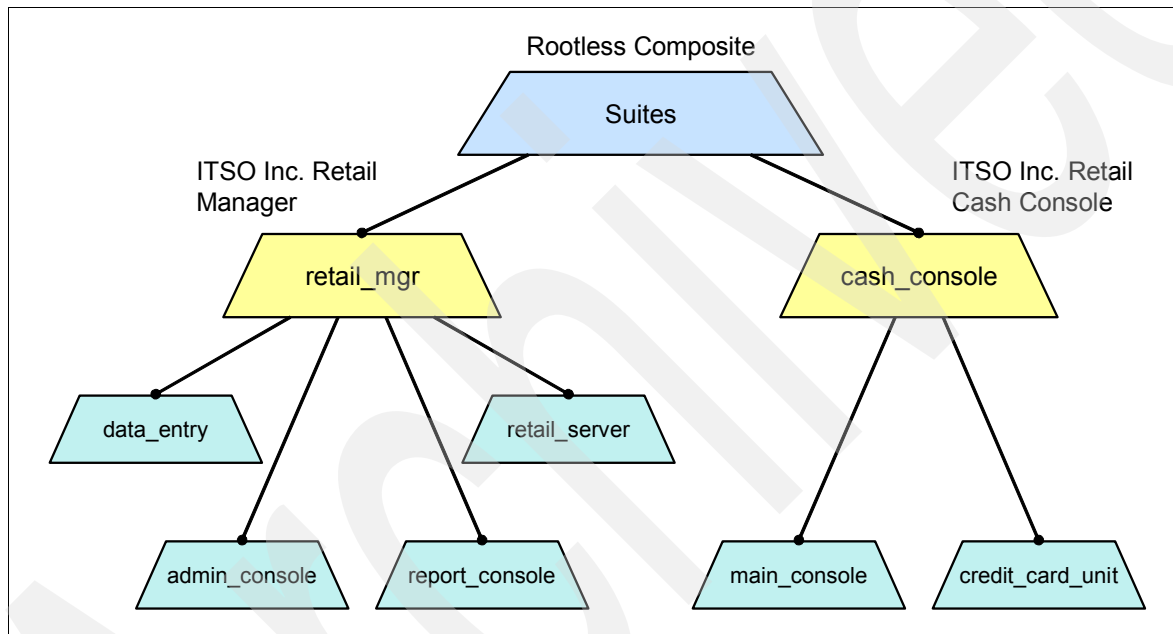 Rootless Composite
Suites
ITSO Inc. Retail
Manager
ITSO Inc. Retail
Cash Console
retail_mgr
cash_console
data_entry
retail_server
admin_console
report_console
main_console
credit_card_unit